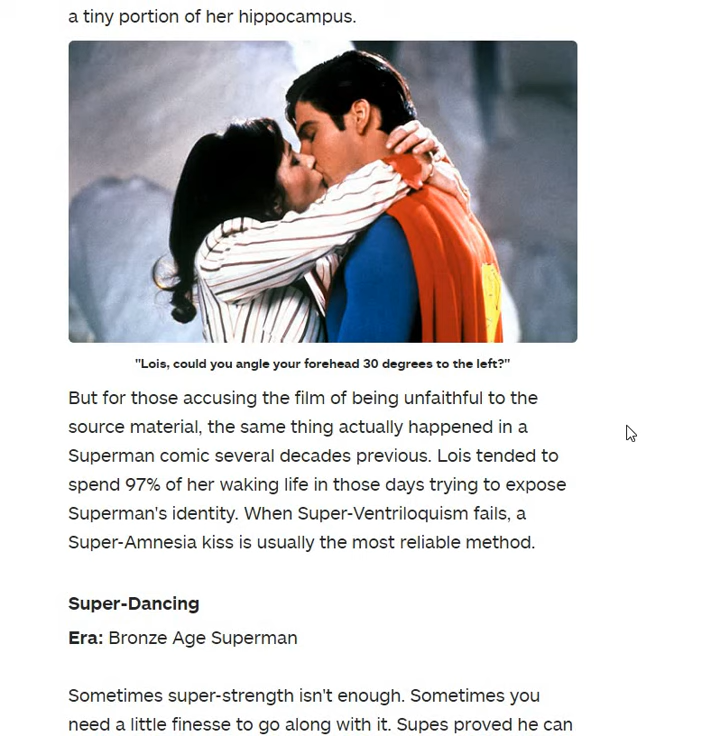 a tiny portion of her hippocampus.
"Lois, could you angle your forehead 30 degrees to the left?"
But for those accusing the film of being unfaithful to the
source material, the same thing actually happened in a
Superman comic several decades previous. Lois tended to
spend 97% of her waking life in those days trying to expose
Superman's identity. When Super-Ventriloquism fails, a
Super-Amnesia kiss is usually the most reliable method.
Super-Dancing
Era: Bronze Age Superman
Sometimes super-strength isn't enough. Sometimes you
need a little finesse to go along with it. Supes proved he can